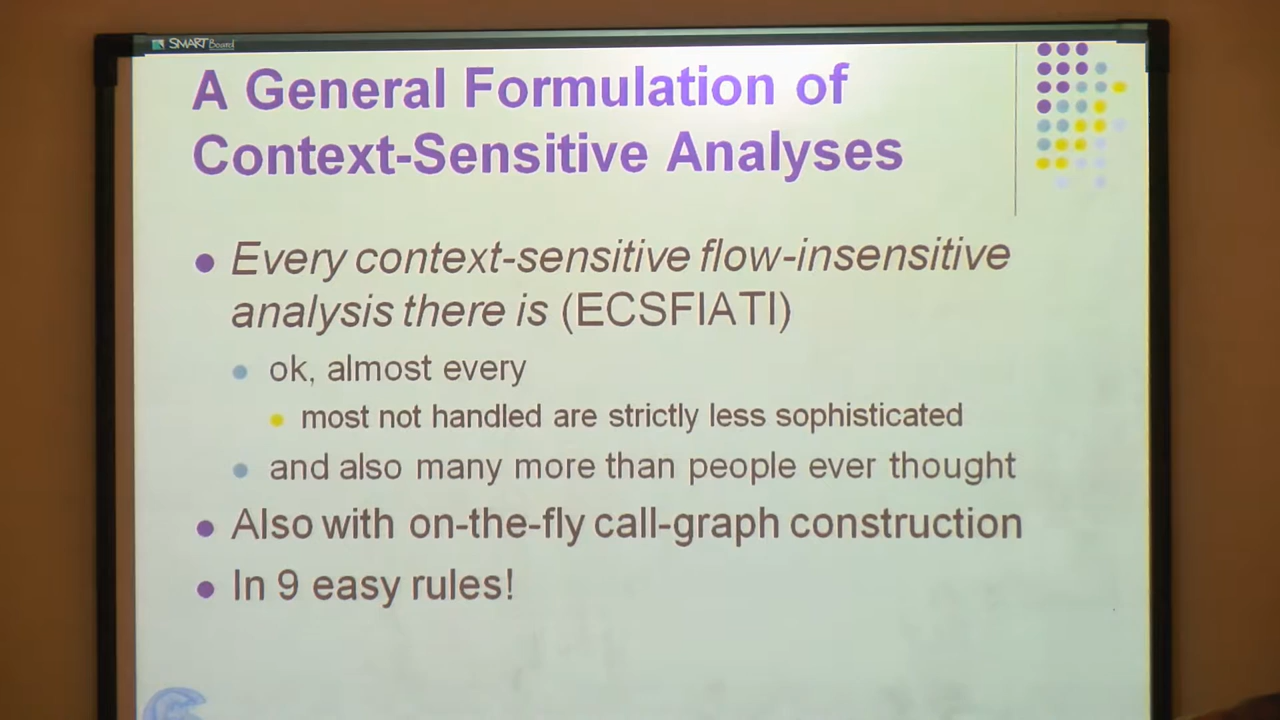 SMART Board
A General Formulation of
Context-Sensitive Analyses
Every context-sensitive flow-insensitive
analysis there is (ECSFIATI)
ok, almost every
most not handled are strictly less sophisticated
and also many more than people ever thought
Also with on-the-fly call-graph construction
In 9 easy rules!